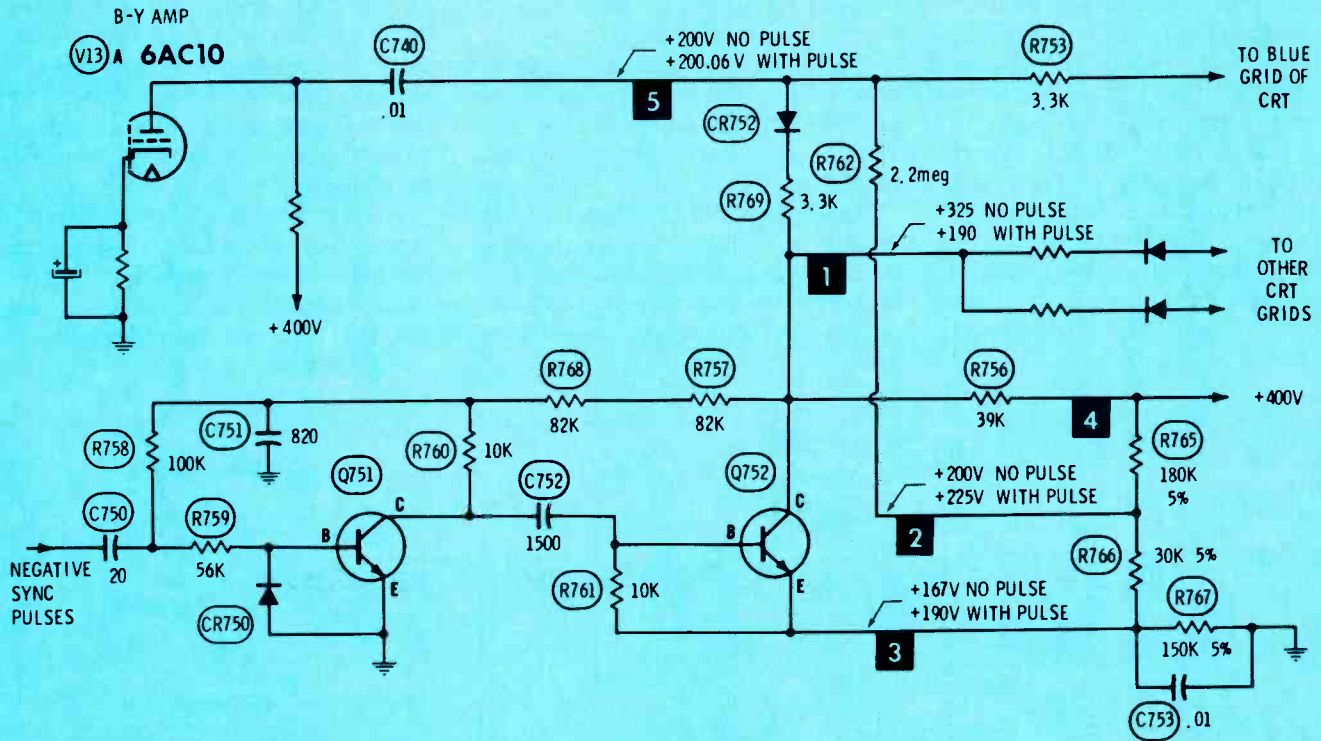 B-Y AMP
V13 A 6AC10
C740
.01
+200V NO PULSE
+200.06 V WITH PULSE
5
R753
3.3K
TO BLUE
GRID OF
CRT
CR752
R762
2.2meg
R769
3.3K
+325 NO PULSE
+190 WITH PULSE
1
TO
OTHER
CRT
GRIDS
+
+400V
R768
82K
R757
82K
R756
39K
4
+400V
C751
820
R758
100K
R760
10K
R765
180K
5%
Q751
C752
1500
Q752
C
B
E
C
B
E
+200V NO PULSE
+225V WITH PULSE
2
C750
20
R759
56K
NEGATIVE
SYNC
PULSES
CR750
R761
10K
R766
30K 5%
+167V NO PULSE
+190V WITH PULSE
3
R767
150K 5%
C753 .01